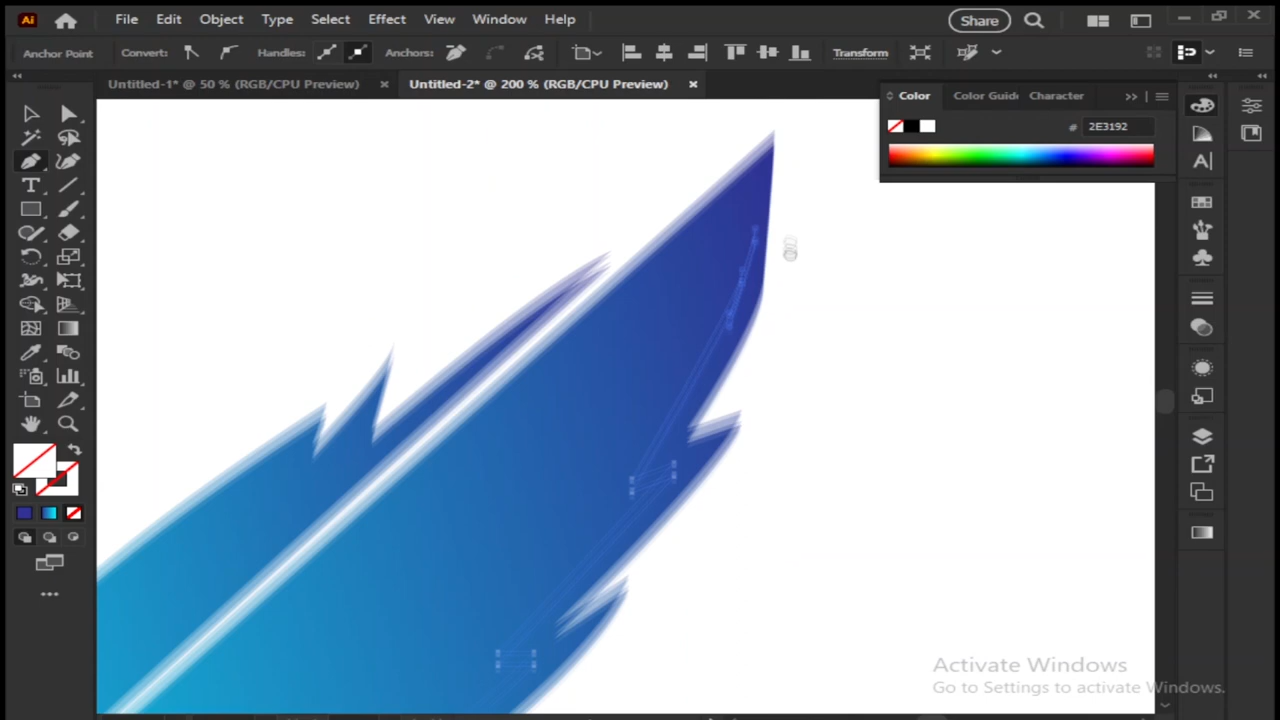 Ai File Edit Object Type Select Effect View Window Help Share
Anchor Point Convert: Handles: Anchors: Transform
Untitled-1* @ 50 % (RGB/CPU Preview) Untitled-2* @ 200 % (RGB/CPU Preview)
Color Color Guide Character
# 2E3192
Activate Windows
Go to Settings to activate Windows.